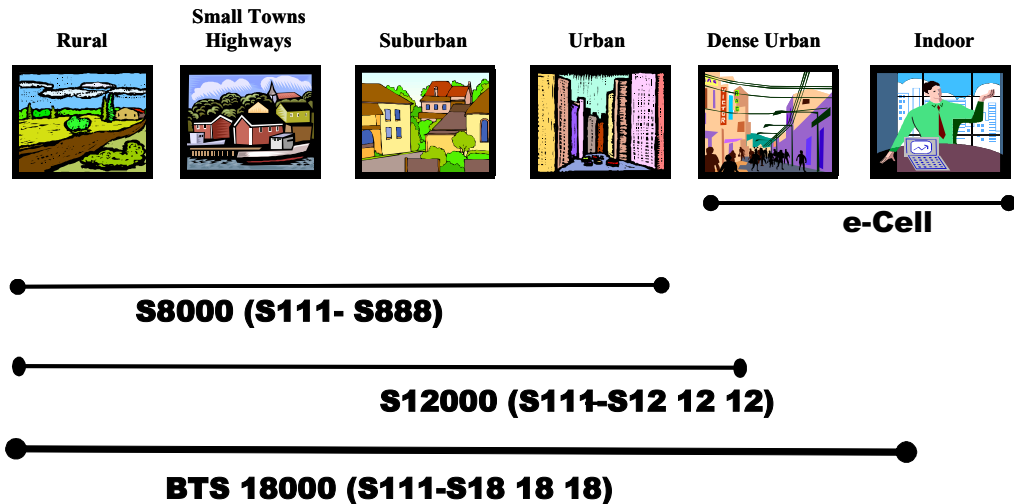 Rural
Small Towns
Highways
Suburban
Urban
Dense Urban
Indoor
e-Cell
S8000 (S111- S888)
S12000 (S111-S12 12 12)
BTS 18000 (S111-S18 18 18)